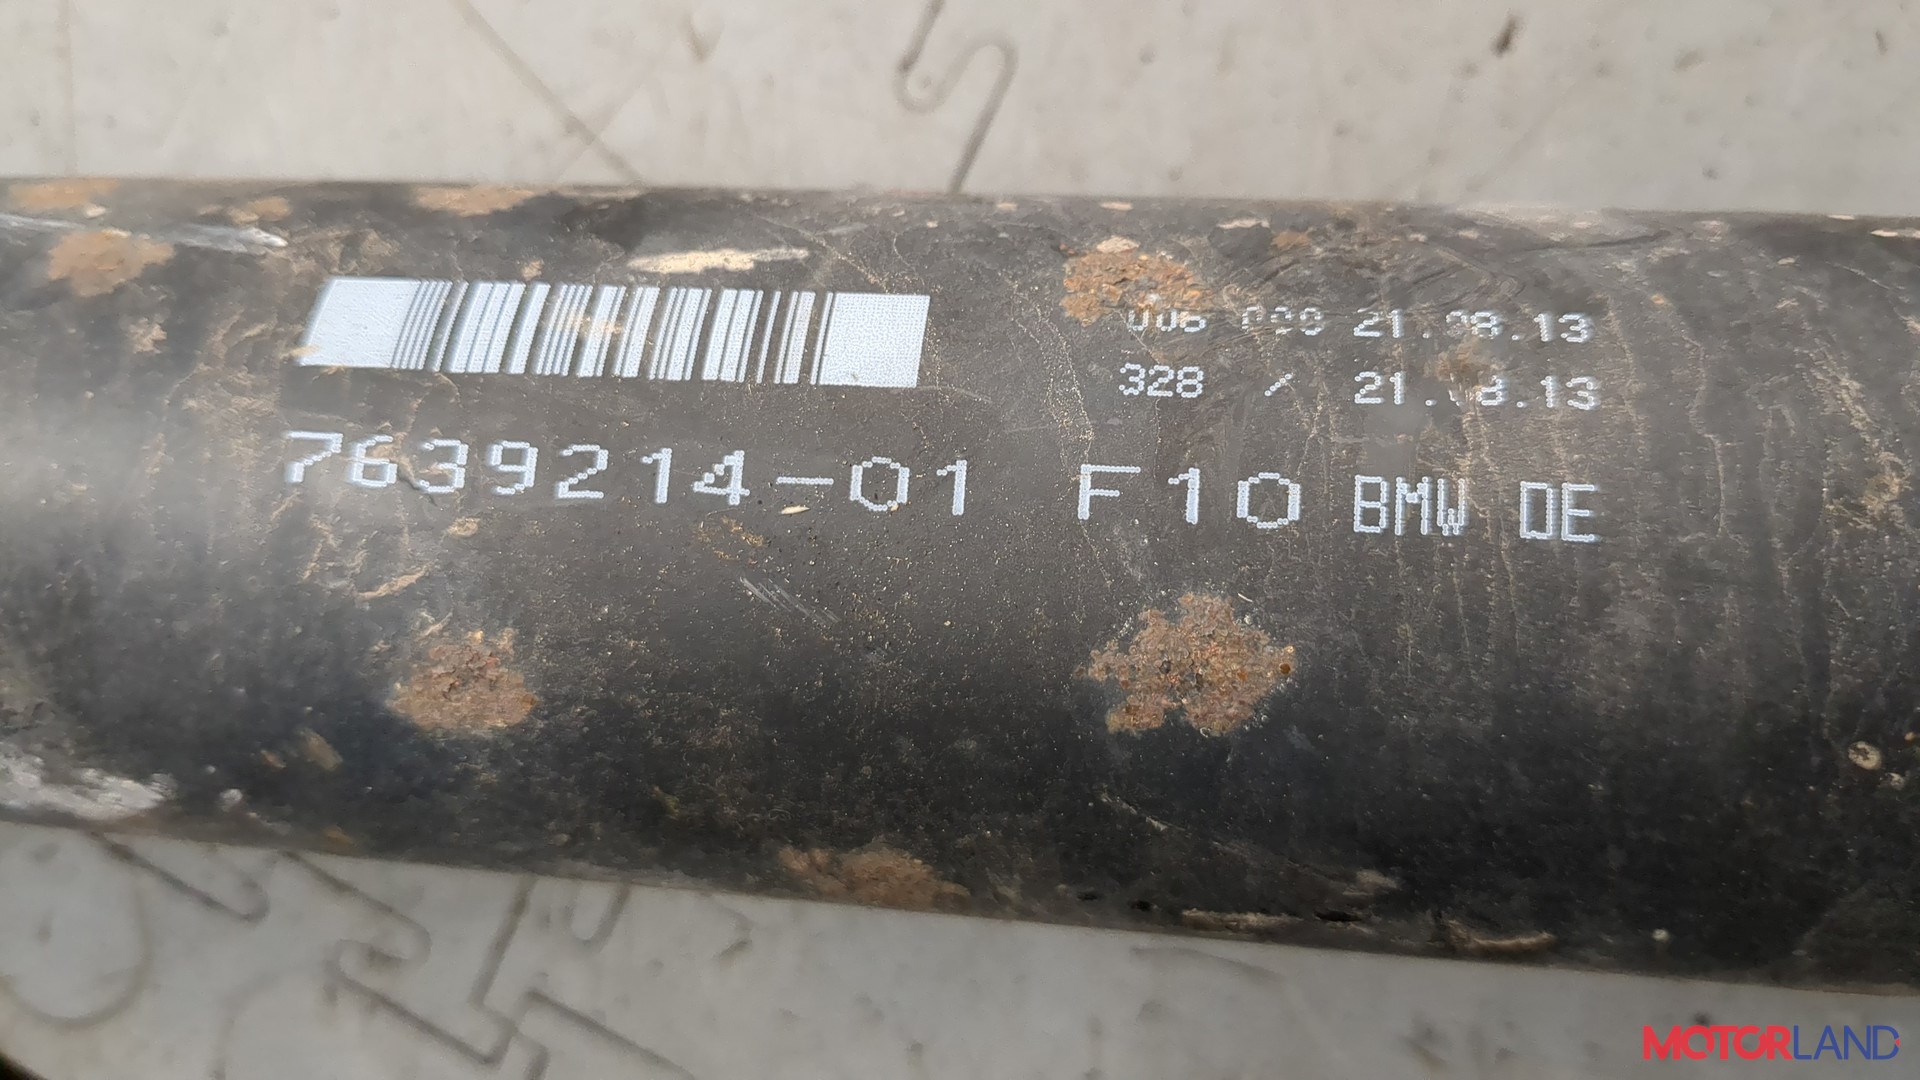 21.08.13
328 / 21.08.13
7639214-01 F10 BMW DE
MOTORLAND